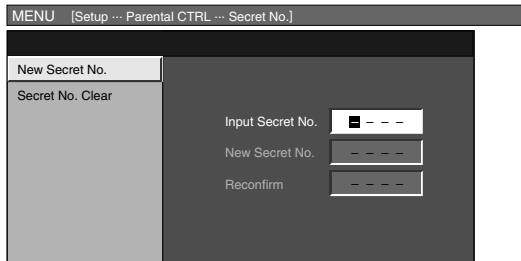 MENU [Setup ··· Parental CTRL ··· Secret No.]
New Secret No.
Secret No. Clear
Input Secret No. – – – –
New Secret No. – – – –
Reconfirm – – – –